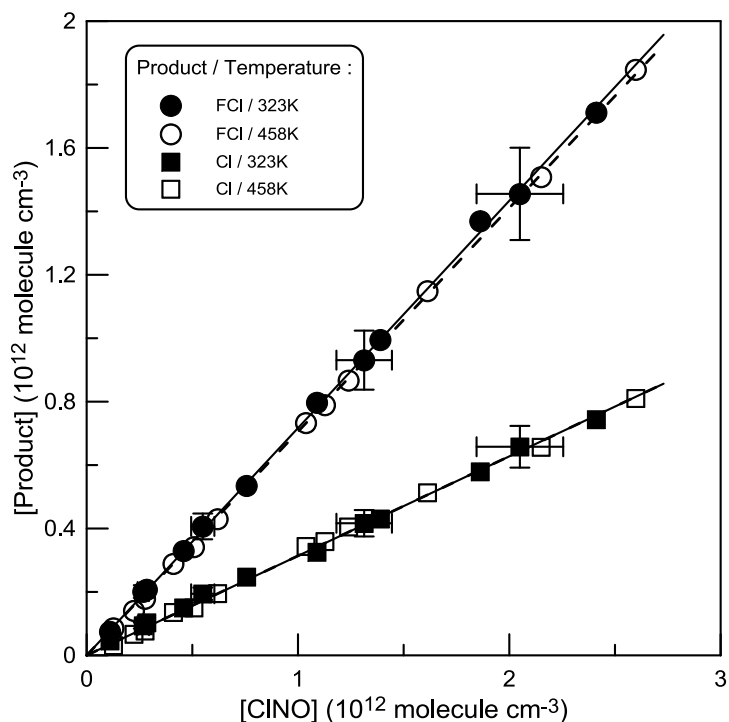 2
1.6
1.2
0.8
0.4
0
[Product] (10¹² molecule cm⁻³)
Product / Temperature :
FCl / 323K
FCl / 458K
Cl / 323K
Cl / 458K
0 1 2 3
[ClNO] (10¹² molecule cm⁻³)